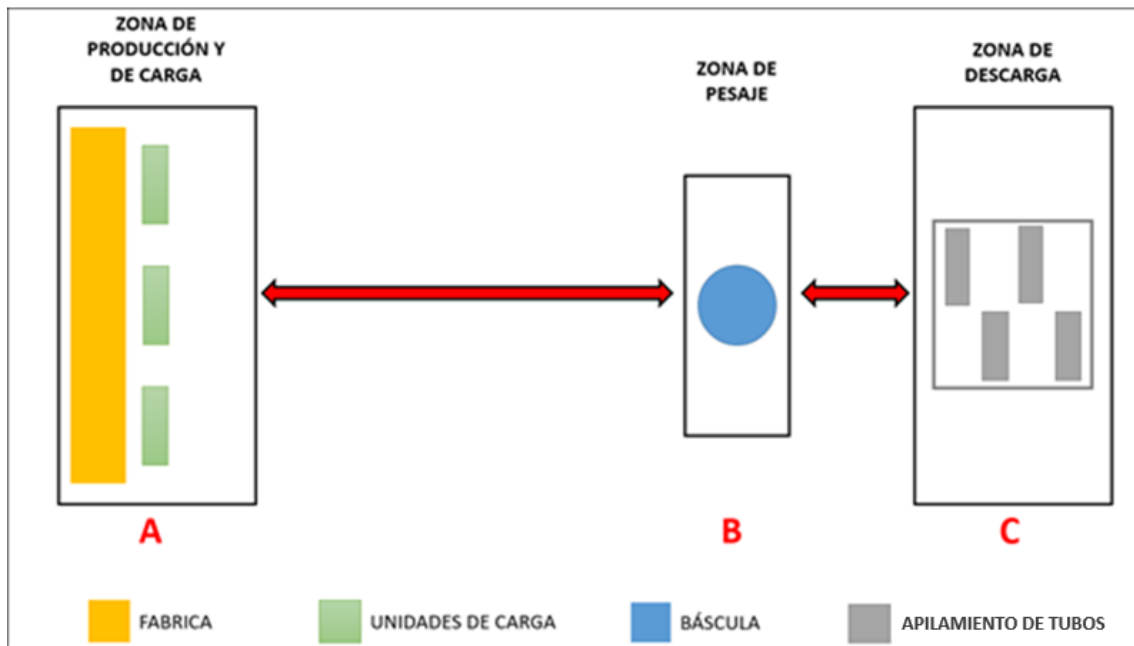 ZONA DE
PRODUCCIÓN Y
DE CARGA
ZONA DE
PESAJE
ZONA DE
DESCARGA
A
B
C
FABRICA
UNIDADES DE CARGA
BÁSCULA
APILAMIENTO DE TUBOS